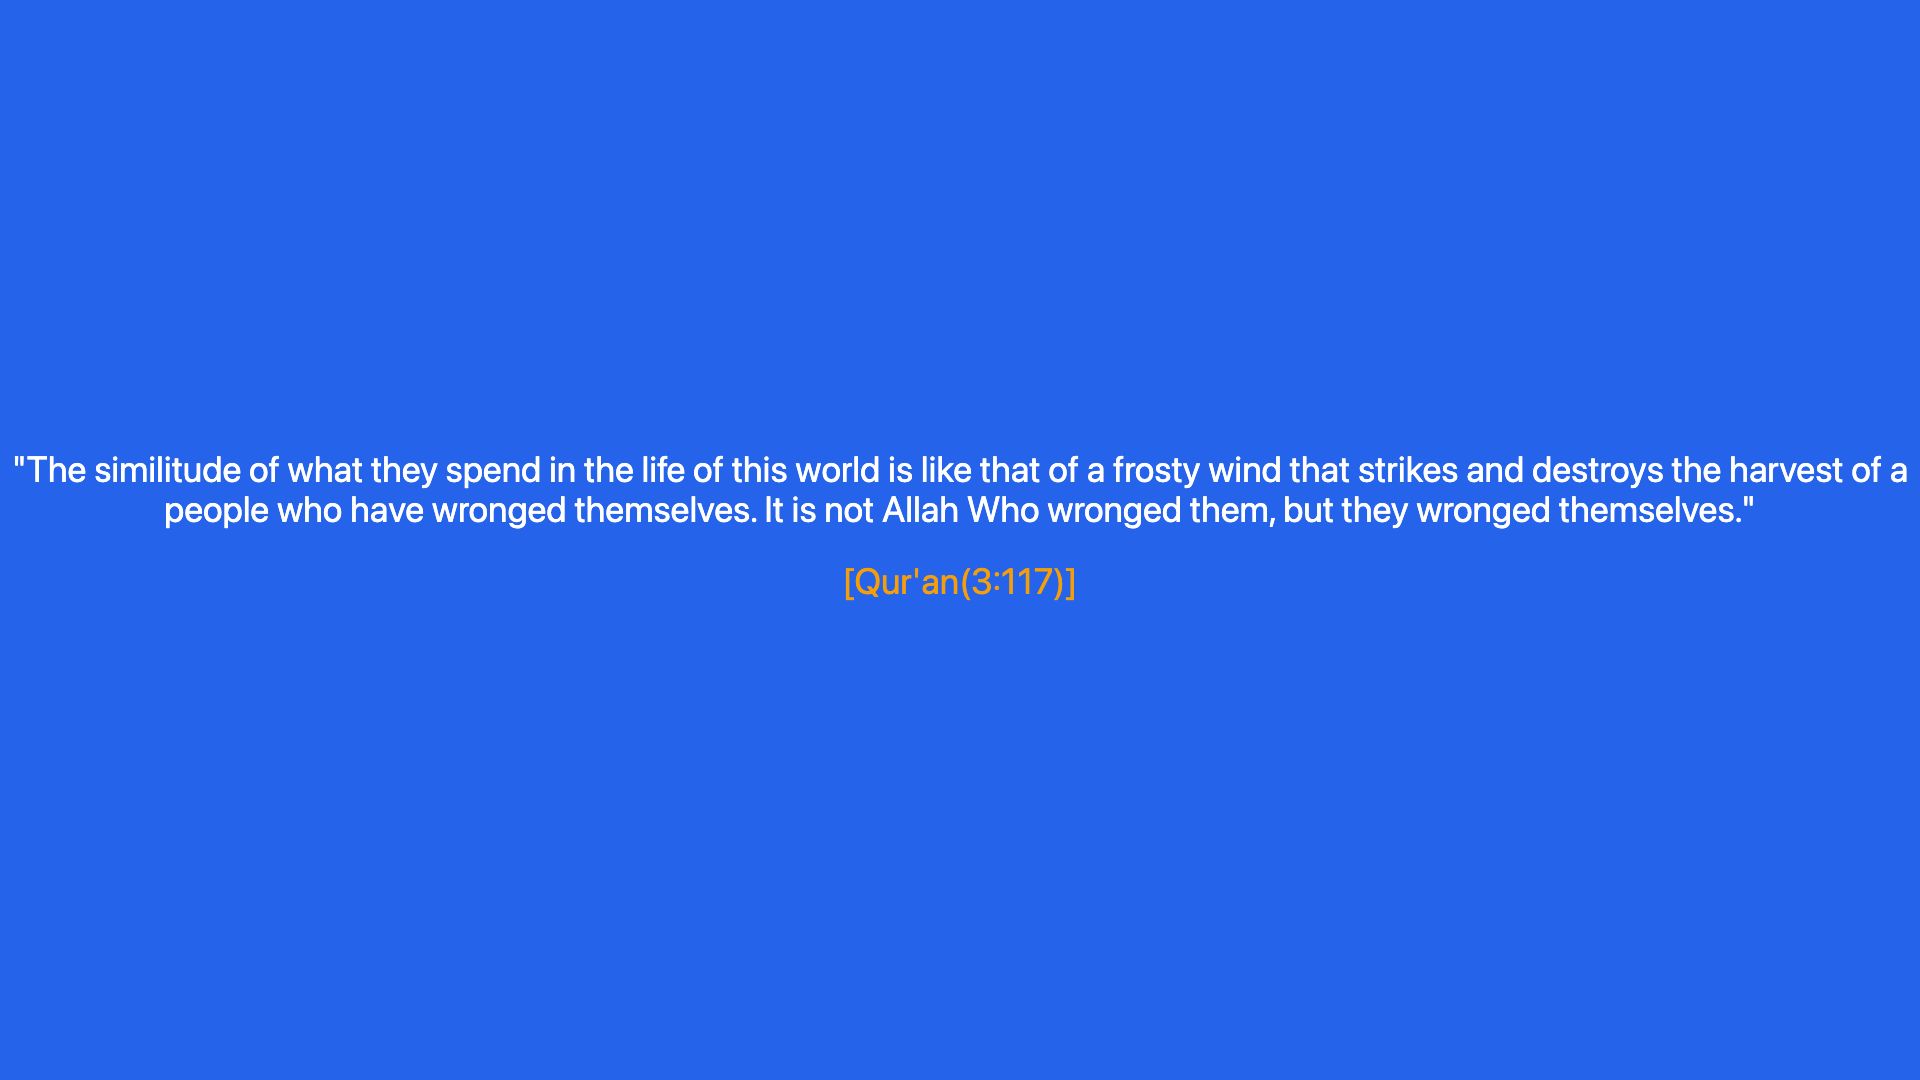 "The similitude of what they spend in the life of this world is like that of a frosty wind that strikes and destroys the harvest of a
people who have wronged themselves. It is not Allah Who wronged them, but they wronged themselves."
[Qur'an(3:117)]